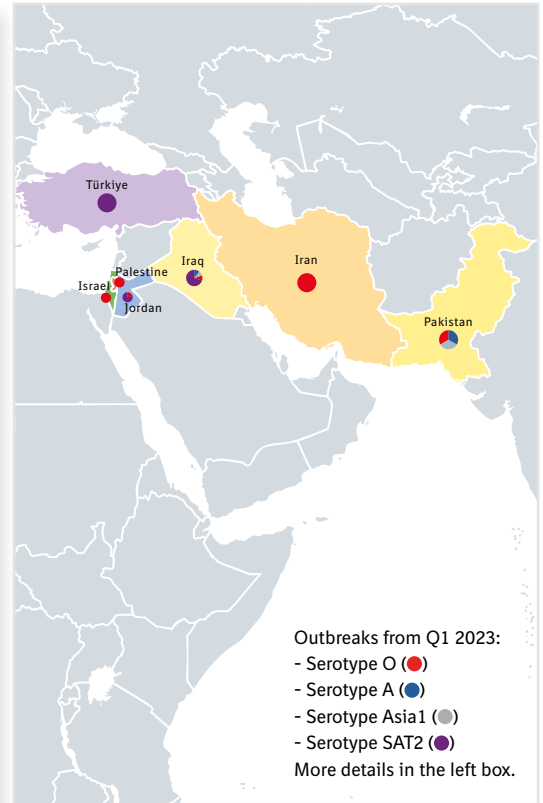 Türkiye
Iraq
Iran
Palestine
Israel
Jordan
Pakistan
Outbreaks from Q1 2023:
- Serotype O (●)
- Serotype A (●)
- Serotype Asia1 (●)
- Serotype SAT2 (●)
More details in the left box.